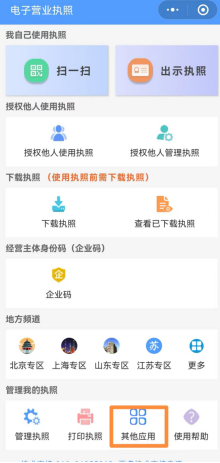 电子营业执照
我自己使用执照
扫一扫
出示执照
授权他人使用执照
授权他人使用执照
授权他人管理执照
下载执照（使用执照前需下载执照）
下载执照
查看已下载执照
经营主体身份码（企业码）
企
企业码
地方频道
苏
北京专区
上海专区
山东专区
江苏专区
更多
管理我的执照
管理执照
打印执照
其他应用
使用帮助